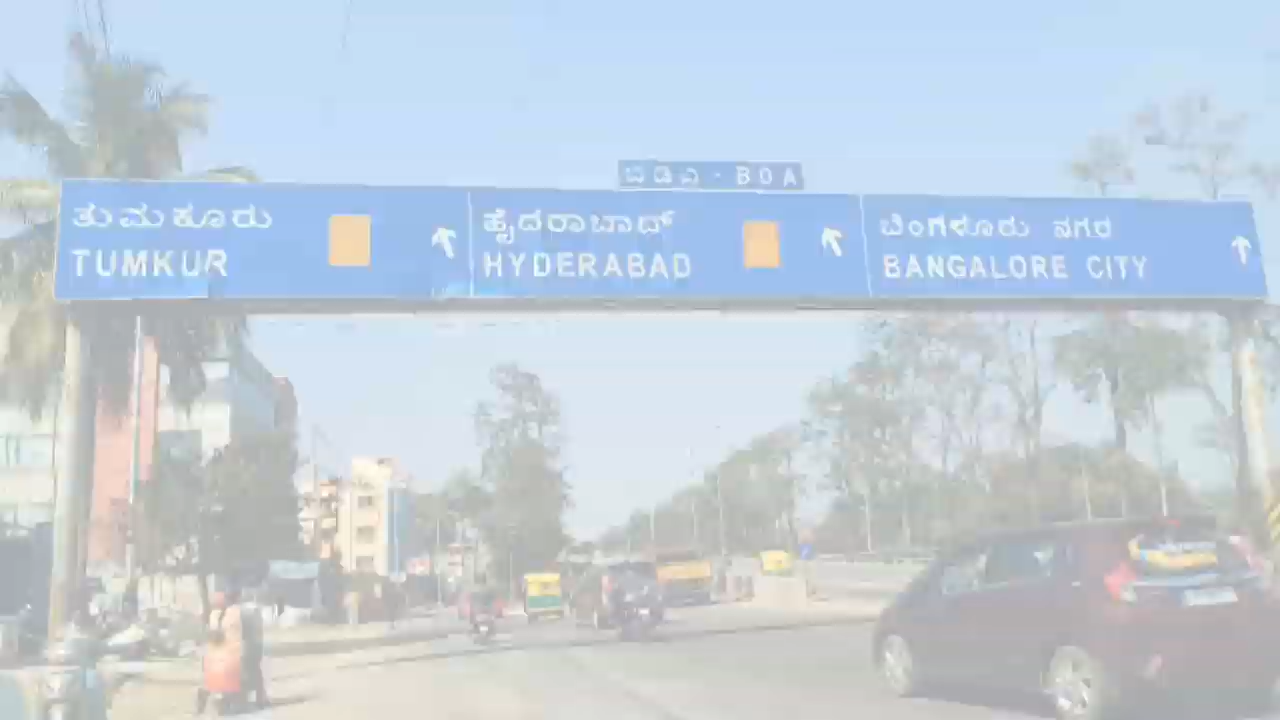 ಬಿಡಿಎ - BDA
ತುಮಕೂರು
TUMKUR
ಹೈದರಾಬಾದ್
HYDERABAD
ಬೆಂಗಳೂರು ನಗರ
BANGALORE CITY